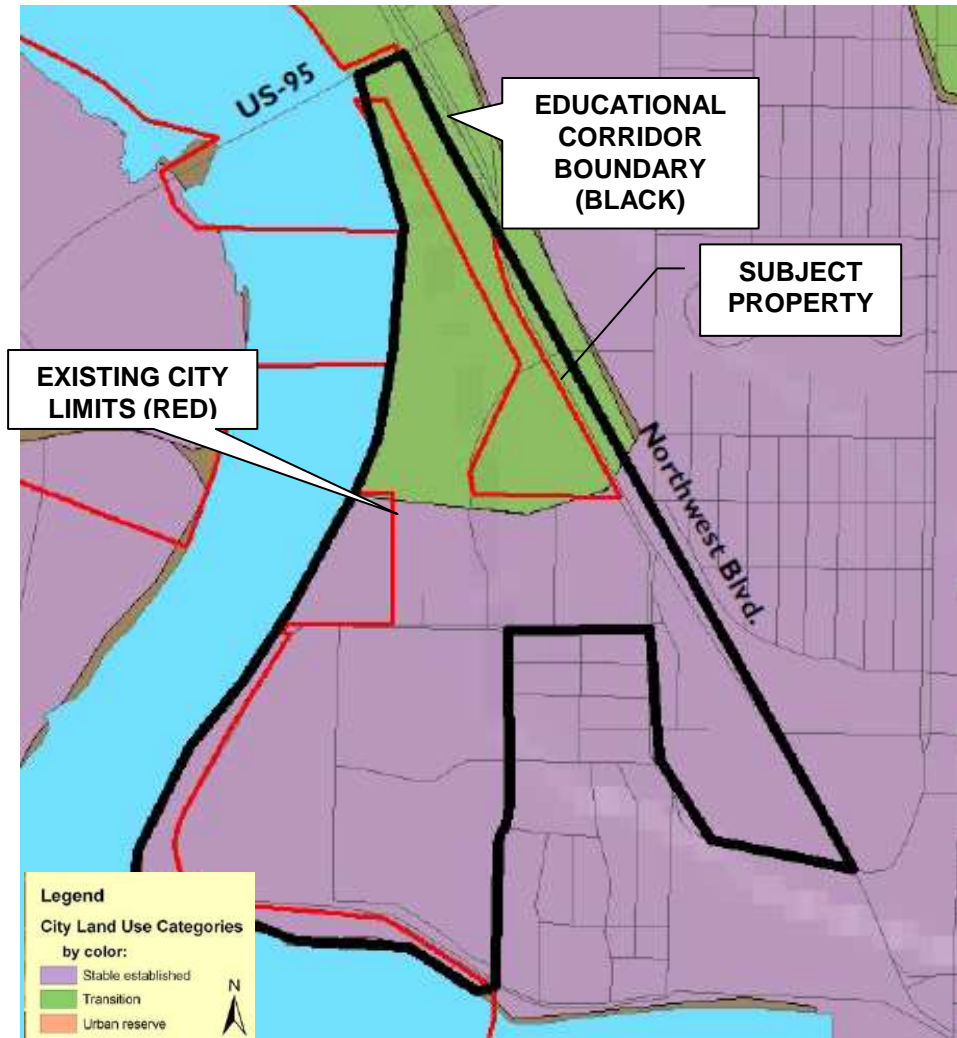 US-95
EDUCATIONAL
CORRIDOR
BOUNDARY
(BLACK)
SUBJECT
PROPERTY
EXISTING CITY
LIMITS (RED)
Northwest Blvd.
Legend
City Land Use Categories
by color:
Stable established
Transition
Urban reserve
N